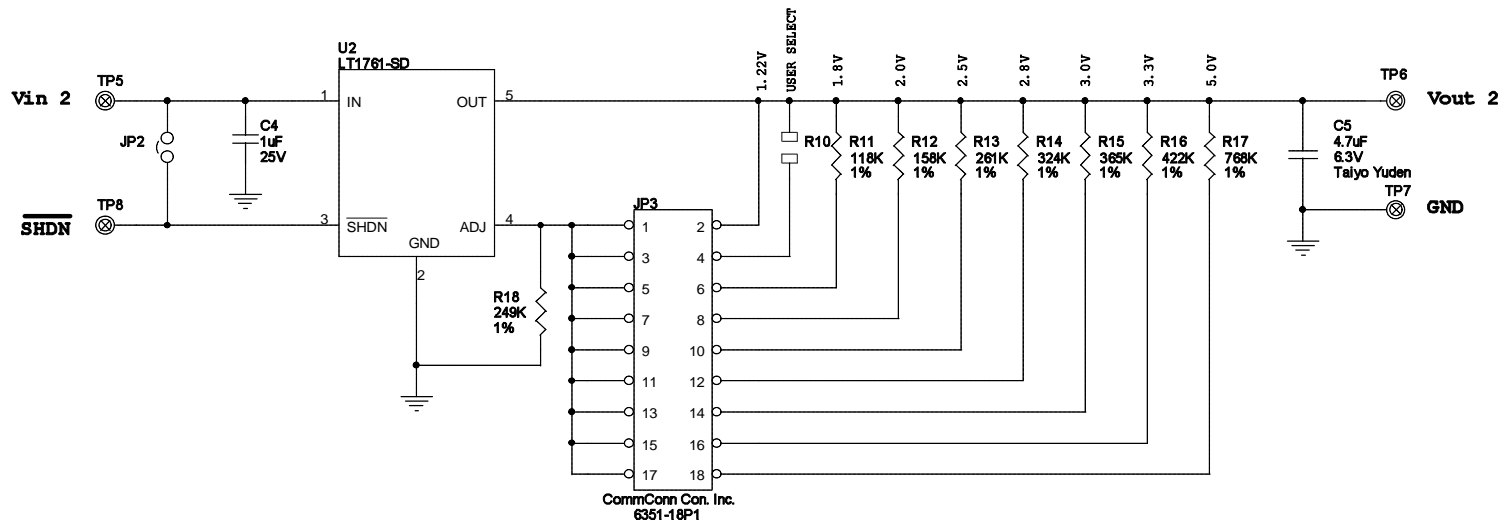 U2
LT1761-SD
1.22V
USER SELECT
1.8V
2.0V
2.5V
2.8V
3.0V
3.3V
5.0V
Vin 2
TP5
1
IN
OUT
5
TP6
Vout 2
JP2
C4
1uF
25V
R10
R11
118K
1%
R12
158K
1%
R13
261K
1%
R14
324K
1%
R15
365K
1%
R16
422K
1%
R17
768K
1%
C5
4.7uF
6.3V
Taiyo Yuden
TP7
GND
SHDN
TP8
3
SHDN
ADJ
4
GND
2
R18
249K
1%
JP3
1 2
3 4
5 6
7 8
9 10
11 12
13 14
15 16
17 18
CommConn Con. Inc.
6351-18P1